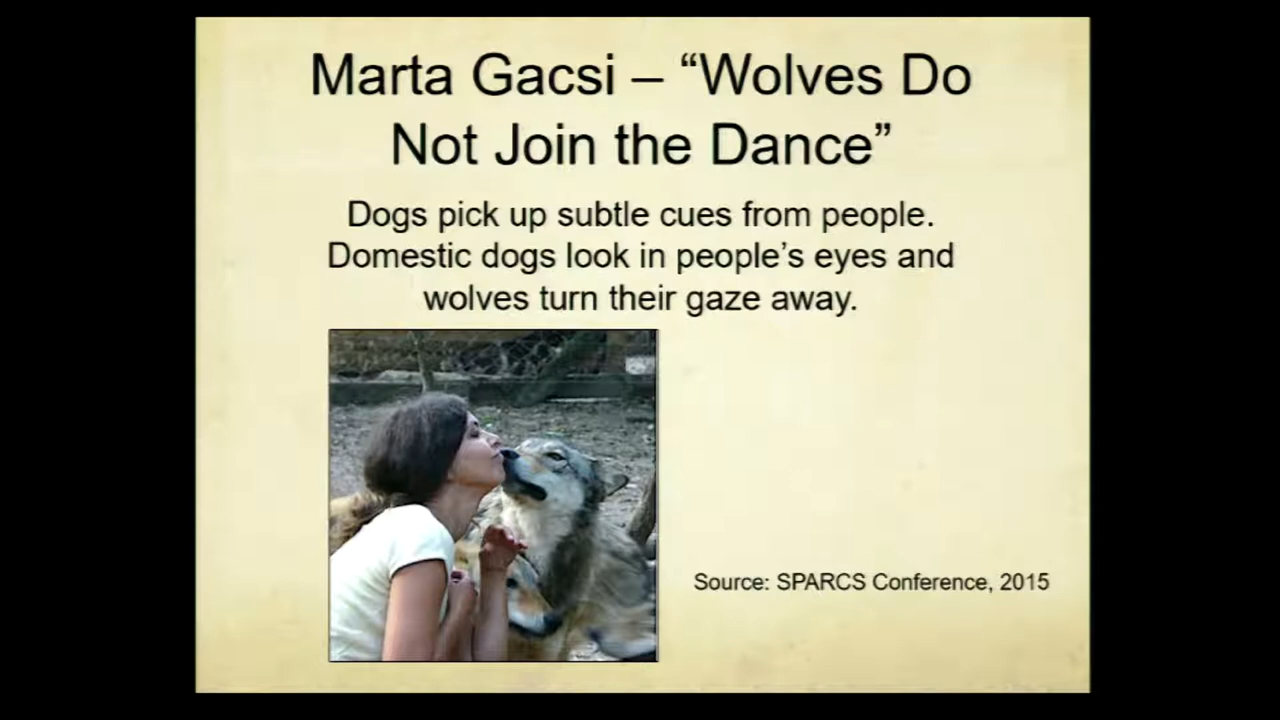 Marta Gacsi – “Wolves Do
Not Join the Dance”
Dogs pick up subtle cues from people.
Domestic dogs look in people’s eyes and
wolves turn their gaze away.
Source: SPARCS Conference, 2015